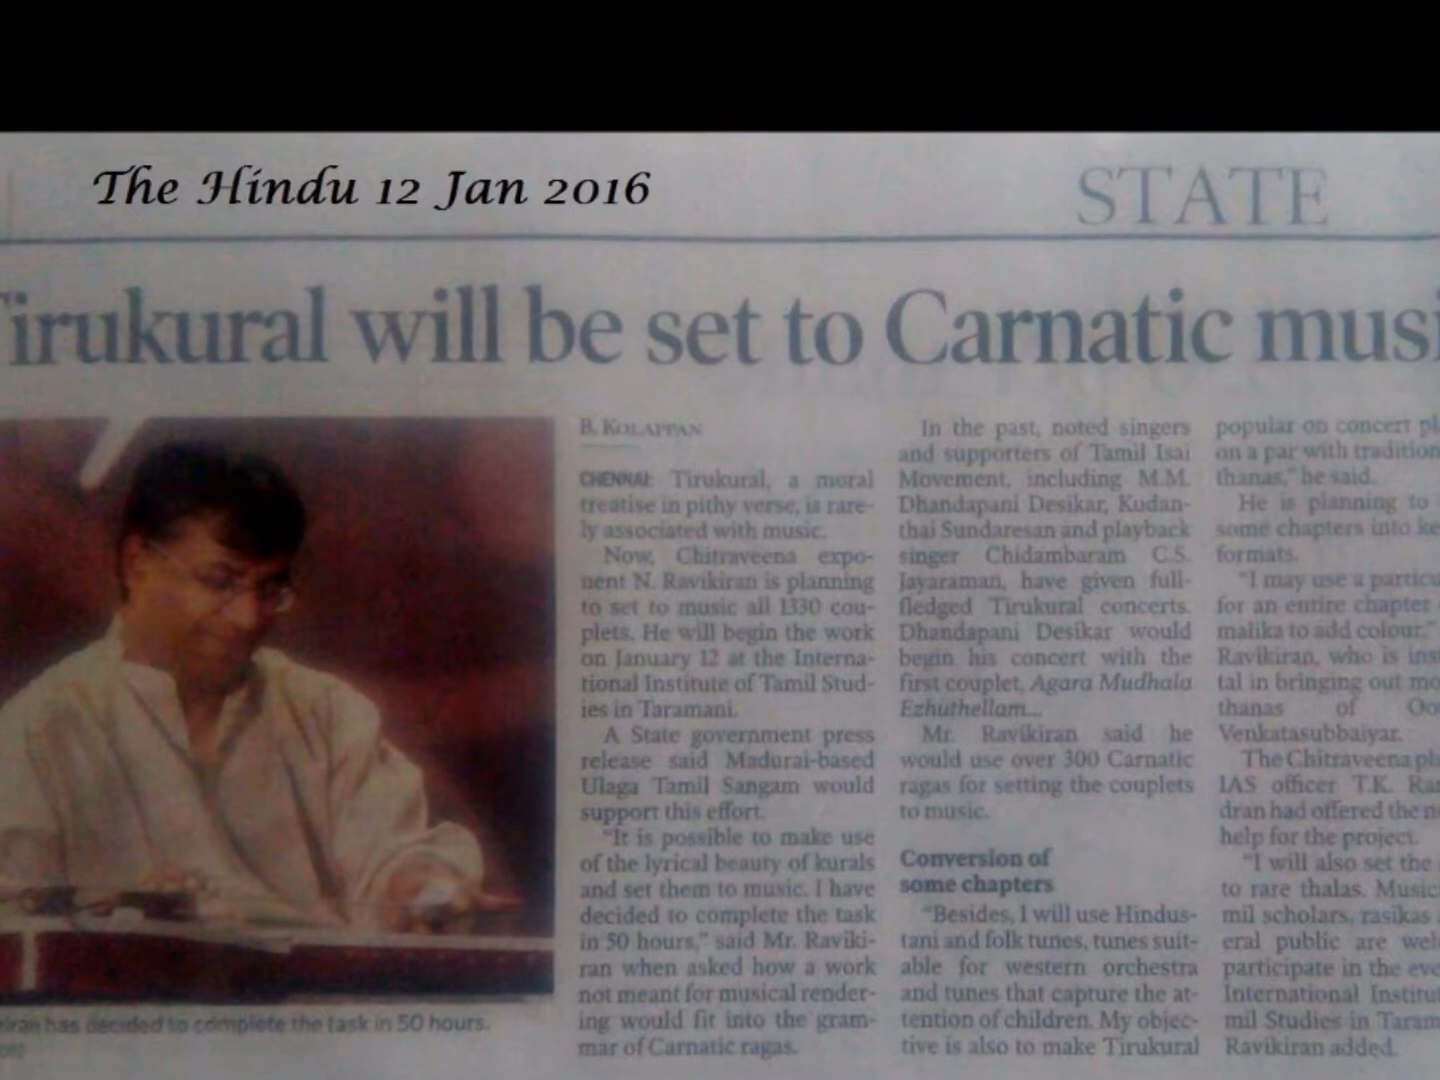 The Hindu 12 Jan 2016
STATE
Tirukural will be set to Carnatic musi
B. KOLAPPAN
CHENNAI: Tirukural, a moral
treatise in pithy verse, is rare-
ly associated with music.
Now, Chitraveena expo-
nent N. Ravikiran is planning
to set to music all 1330 cou-
plets. He will begin the work
on January 12 at the Interna-
tional Institute of Tamil Stud-
ies in Taramani.
A State government press
release said Madurai-based
Ulaga Tamil Sangam would
support this effort.
"It is possible to make use
of the lyrical beauty of kurals
and set them to music. I have
decided to complete the task
in 50 hours," said Mr. Raviki-
ran when asked how a work
not meant for musical render-
ing would fit into the gram-
mar of Carnatic ragas.
In the past, noted singers
and supporters of Tamil Isai
Movement, including M.M.
Dhandapani Desikar, Kudan-
thai Sundaresan and playback
singer Chidambaram C.S.
Jayaraman, have given full-
fledged Tirukural concerts.
Dhandapani Desikar would
begin his concert with the
first couplet, Agara Mudhala
Ezhuthellam...
Mr. Ravikiran said he
would use over 300 Carnatic
ragas for setting the couplets
to music.
Conversion of
some chapters
"Besides, I will use Hindus-
tani and folk tunes, tunes suit-
able for western orchestra
and tunes that capture the at-
tention of children. My objec-
tive is also to make Tirukural
popular on concert pl
on a par with tradition
thanas," he said.
He is planning to
some chapters into ke
formats.
"I may use a particu
for an entire chapter
malika to add colour,"
Ravikiran, who is inst
tal in bringing out mo
thanas of Oo
Venkatasubbaiyar.
The Chitraveena pla
IAS officer T.K. Ra
dran had offered the n
help for the project.
"I will also set the
to rare thalas. Music
mil scholars, rasikas
eral public are wel
participate in the eve
International Institu
mil Studies in Taram
Ravikiran added.
kiran has decided to complete the task in 50 hours.